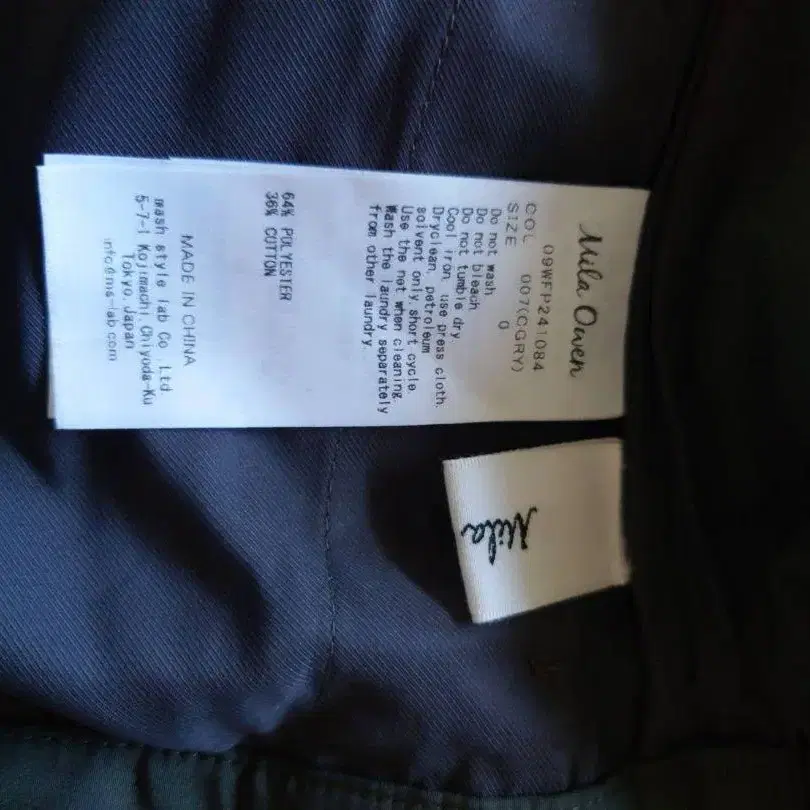 Mila Owen
09WFP241084
COL 007(CGRY)
SIZE 0
Do not wash
Do not bleach
Do not tumble dry
Cool iron, use press cloth.
Dryclean, petroleum
solvent only,short cycle.
Use the net when cleaning.
Wash the laundry separately
from other laundry.
64% POLYESTER
36% COTTON
MADE IN CHINA
mash style lab Co.,Ltd.
5-7-1 Kojimachi,Chiyoda-Ku
Tokyo,Japan
info@ms-lab.com
Mila